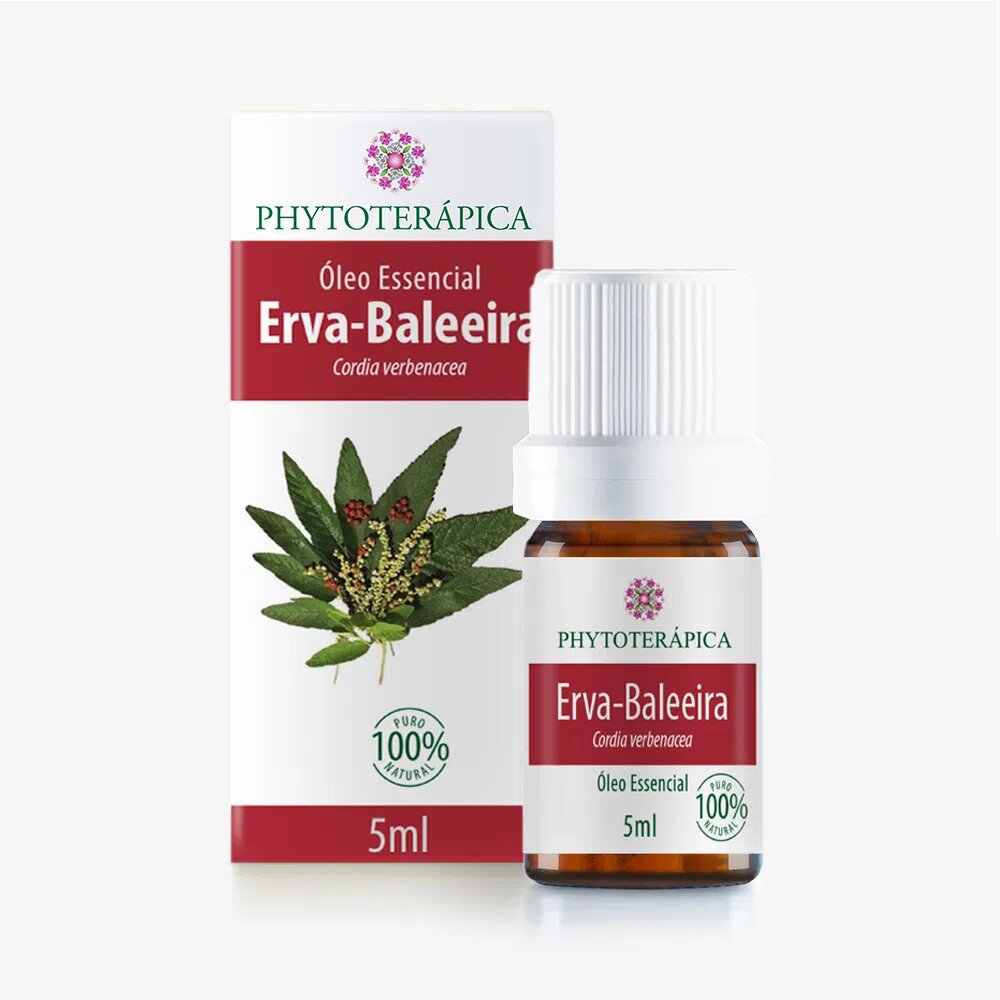 PHYTOTERÁPICA
Óleo Essencial
Erva-Baleeira
Cordia verbenacea
PURO
100%
NATURAL
5ml
PHYTOTERÁPICA
Erva-Baleeira
Cordia verbenacea
Óleo Essencial
5ml
PURO
100%
NATURAL